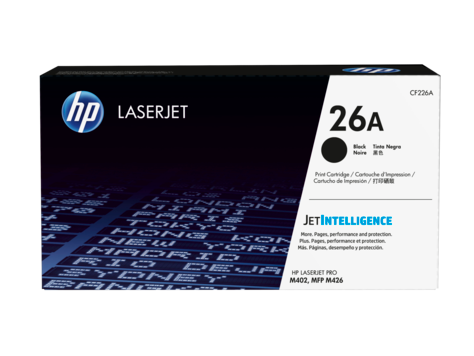 hp
CF226A
hp
LASERJET
26A
Black Tinta Negra
Noire 黑色
Print Cartridge / Cartouche d'Impression /
Cartucho de Impresión / 打印硒鼓
JETINTELLIGENCE
More. Pages, performance and protection.
Plus. Pages, performance et protection.
Más. Páginas, desempeño y protección.
HP LASERJET PRO
M402, MFP M426